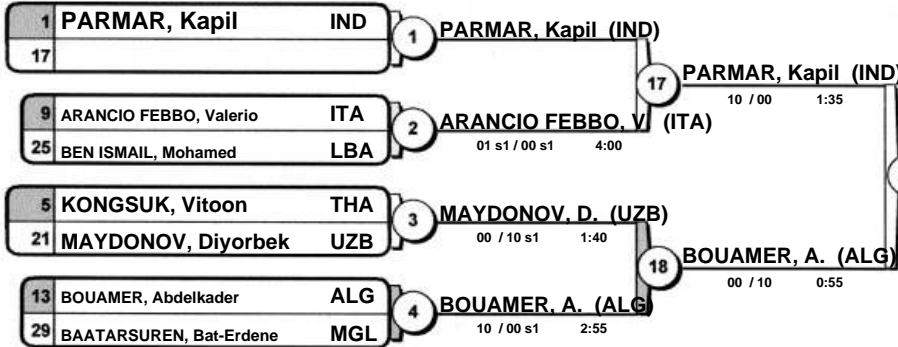 1 PARMAR, Kapil IND
17
1 PARMAR, Kapil (IND)
9 ARANCIO FEBBO, Valerio ITA
25 BEN ISMAIL, Mohamed LBA
2 ARANCIO FEBBO, V. (ITA)
01 s1 / 00 s1 4:00
17 PARMAR, Kapil (IND)
10 / 00 1:35
5 KONGSUK, Vitoon THA
21 MAYDONOV, Diyorbek UZB
3 MAYDONOV, D. (UZB)
00 / 10 s1 1:40
13 BOUAMER, Abdelkader ALG
29 BAATARSUREN, Bat-Erdene MGL
4 BOUAMER, A. (ALG)
10 / 00 s1 2:55
18 BOUAMER, A. (ALG)
00 / 10 0:55